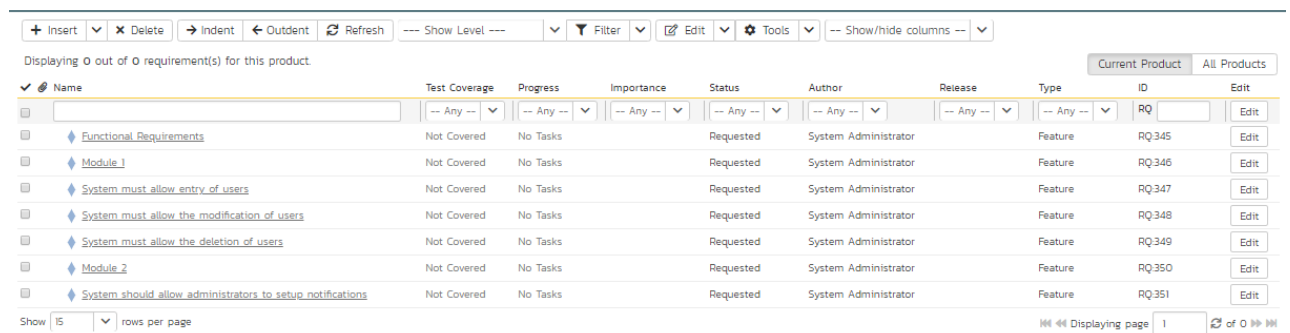 Insert Delete Indent Outdent Refresh --- Show Level --- Filter Edit Tools -- Show/hide columns --
Displaying 0 out of 0 requirement(s) for this product. Current Product All Products
Name Test Coverage Progress Importance Status Author Release Type ID Edit
-- Any -- -- Any -- -- Any -- -- Any -- -- Any -- -- Any -- -- Any -- RQ Edit
Functional Requirements Not Covered No Tasks Requested System Administrator Feature RQ:345 Edit
Module 1 Not Covered No Tasks Requested System Administrator Feature RQ:346 Edit
System must allow entry of users Not Covered No Tasks Requested System Administrator Feature RQ:347 Edit
System must allow the modification of users Not Covered No Tasks Requested System Administrator Feature RQ:348 Edit
System must allow the deletion of users Not Covered No Tasks Requested System Administrator Feature RQ:349 Edit
Module 2 Not Covered No Tasks Requested System Administrator Feature RQ:350 Edit
System should allow administrators to setup notifications Not Covered No Tasks Requested System Administrator Feature RQ:351 Edit
Show 15 rows per page Displaying page 1 of 0